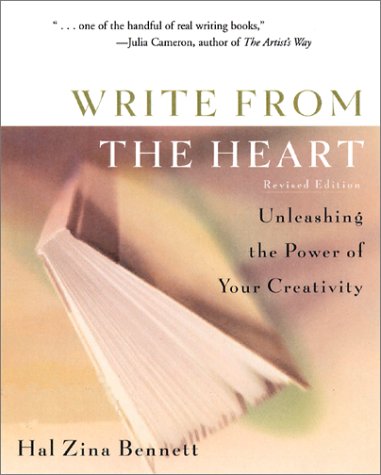 “ . . . one of the handful of real writing books,”
—Julia Cameron, author of The Artist's Way
WRITE FROM
THE HEART
Revised Edition
Unleashing
the Power of
Your Creativity
Hal Zina Bennett